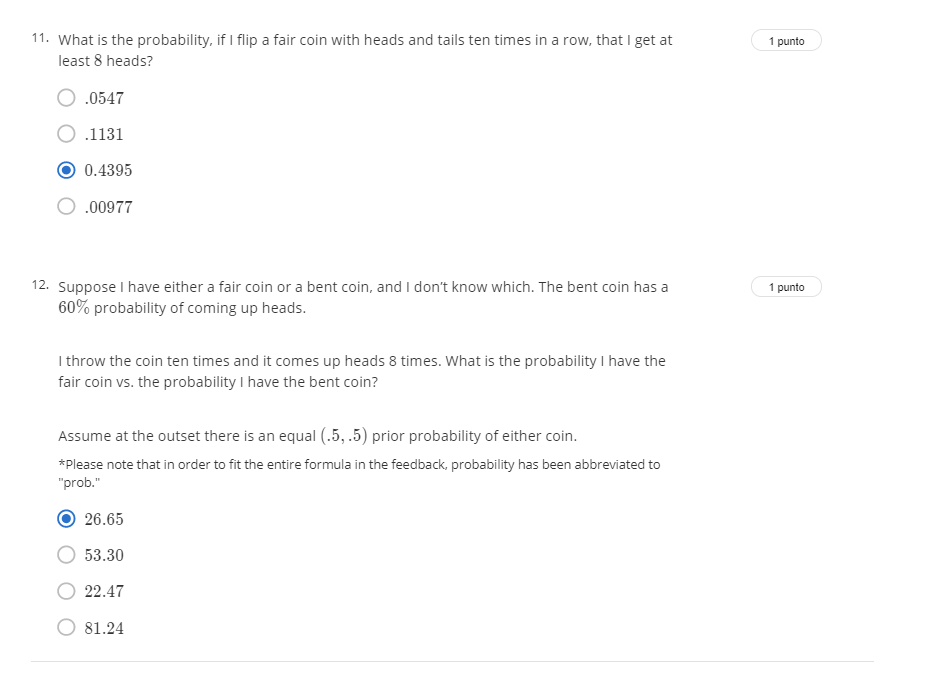 11. What is the probability, if I flip a fair coin with heads and tails ten times in a row, that I get at
least 8 heads?
1 punto
.0547
.1131
0.4395
.00977
12. Suppose I have either a fair coin or a bent coin, and I don't know which. The bent coin has a
60% probability of coming up heads.
1 punto
I throw the coin ten times and it comes up heads 8 times. What is the probability I have the
fair coin vs. the probability I have the bent coin?
Assume at the outset there is an equal (.5, .5) prior probability of either coin.
*Please note that in order to fit the entire formula in the feedback, probability has been abbreviated to
"prob."
26.65
53.30
22.47
81.24